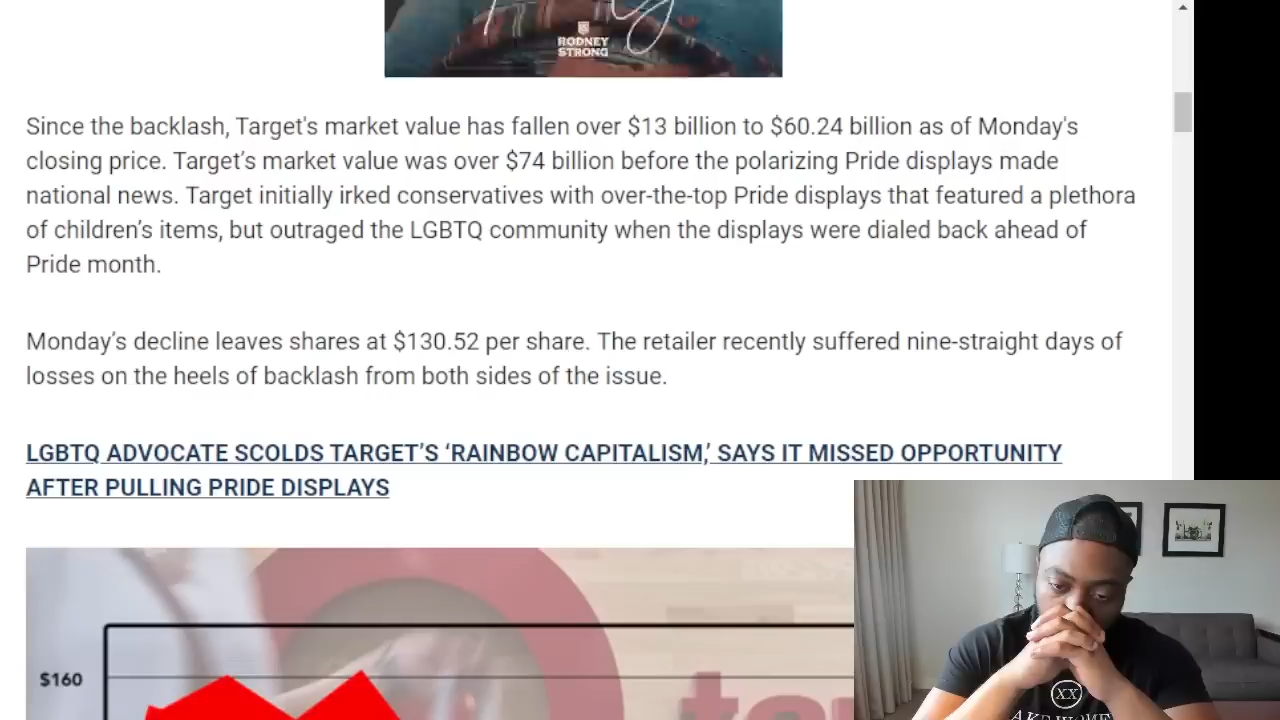 RODNEY
STRONG
Since the backlash, Target's market value has fallen over $13 billion to $60.24 billion as of Monday's
closing price. Target’s market value was over $74 billion before the polarizing Pride displays made
national news. Target initially irked conservatives with over-the-top Pride displays that featured a plethora
of children’s items, but outraged the LGBTQ community when the displays were dialed back ahead of
Pride month.
Monday’s decline leaves shares at $130.52 per share. The retailer recently suffered nine-straight days of
losses on the heels of backlash from both sides of the issue.
LGBTQ ADVOCATE SCOLDS TARGET’S ‘RAINBOW CAPITALISM,’ SAYS IT MISSED OPPORTUNITY
AFTER PULLING PRIDE DISPLAYS
$160
XX